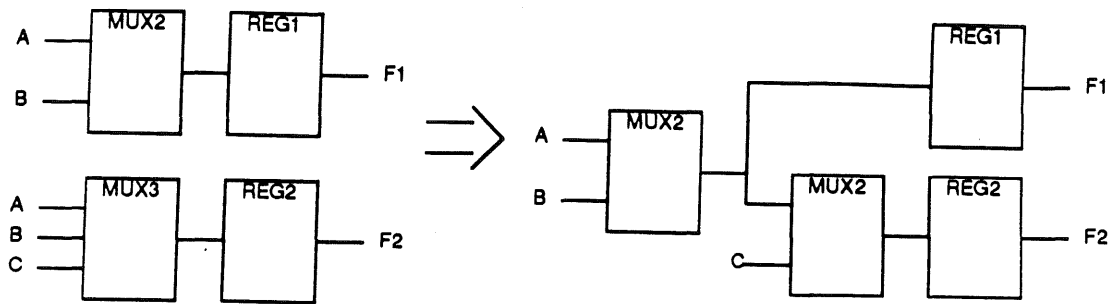 MUX2 REG1
A
B
F1
MUX3 REG2
A
B
C
F2
REG1
F1
MUX2
A
B
MUX2 REG2
C
F2